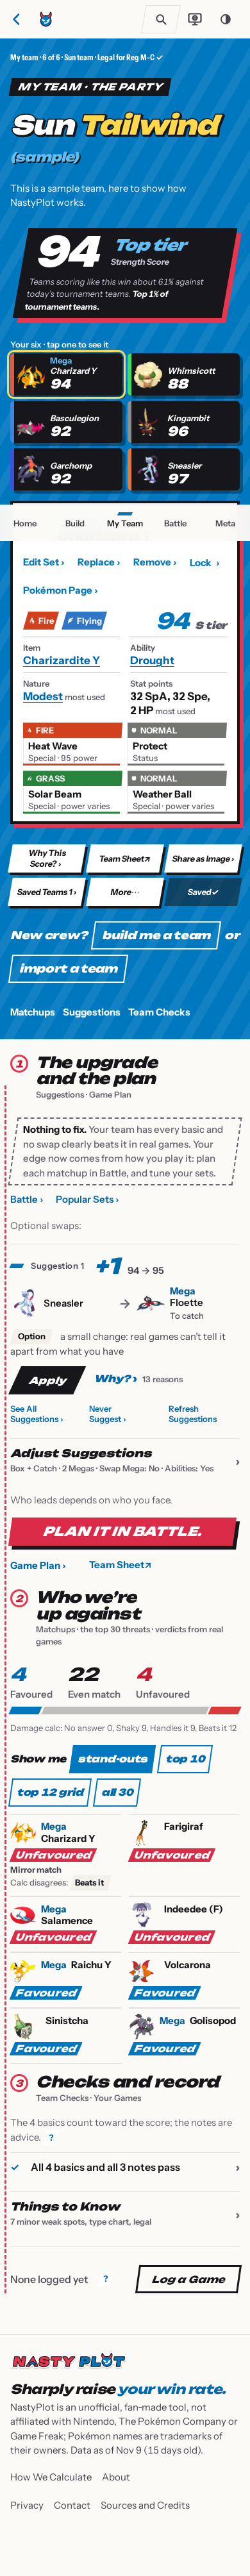 My team · 6 of 6 · Sun team · Legal for Reg M-C ✓
MY TEAM · THE PARTY
Sun Tailwind
(sample)
This is a sample team, here to show how
NastyPlot works.
94
Top tier
Strength Score
Teams scoring like this win about 61% against
today's tournament teams. Top 1% of
tournament teams.
Your six · tap one to see it
Mega
Charizard Y
94
Whimsicott
88
Basculegion
92
Kingambit
96
Garchomp
92
Sneasler
97
Home
Build
My Team
Battle
Meta
Edit Set ›
Replace ›
Remove ›
Lock ›
Pokémon Page ›
Fire
Flying
94 S tier
Item
Charizardite Y
Ability
Drought
Nature
Modest most used
Stat points
32 SpA, 32 Spe,
2 HP most used
FIRE
Heat Wave
Special · 95 power
NORMAL
Protect
Status
GRASS
Solar Beam
Special · power varies
NORMAL
Weather Ball
Special · power varies
Why This
Score? ›
Team Sheet↗
Share as Image ›
Saved Teams 1 ›
More···
Saved✓
New crew? build me a team or
import a team
Matchups
Suggestions
Team Checks
1
The upgrade
and the plan
Suggestions · Game Plan
Nothing to fix. Your team has every basic and
no swap clearly beats it in real games. Your
edge now comes from how you play it: plan
each matchup in Battle, and tune sets.
Battle ›
Popular Sets ›
Optional swaps:
Suggestion 1
+1
94 → 95
Sneasler
→
Mega
Floette
To catch
Option a small change: real games can't tell it
apart from what you have
Apply
Why? ›
13 reasons
See All
Suggestions ›
Never
Suggest ›
Refresh
Suggestions
Adjust Suggestions
Box + Catch · 2 Megas · Swap Mega: No · Abilities: Yes
›
Who leads depends on who you face.
PLAN IT IN BATTLE.
Game Plan ›
Team Sheet↗
2
Who we're
up against
Matchups · the top 30 threats · verdicts from real
games
4
Favoured
22
Even match
4
Unfavoured
Damage calc: No answer 0, Shaky 9, Handles it 9, Beats it 12
Show me
stand-outs
top 10
top 12 grid
all 30
Mega
Charizard Y
Unfavoured
Mirror match
Calc disagrees: Beats it
Farigiraf
Unfavoured
Mega
Salamence
Unfavoured
Indeedee (F)
Unfavoured
Mega Raichu Y
Favoured
Volcarona
Favoured
Sinistcha
Favoured
Mega Golisopod
Favoured
3
Checks and record
Team Checks · Your Games
The 4 basics count toward the score; the notes are
advice. ?
✓ All 4 basics and all 3 notes pass ›
Things to Know
7 minor weak spots, type chart, legal
›
None logged yet ?
Log a Game
NASTY PLOT
Sharply raise your win rate.
NastyPlot is an unofficial, fan-made tool, not
affiliated with Nintendo, The Pokémon Company or
Game Freak; Pokémon names are trademarks of
their owners. Data as of Nov 9 (15 days old).
How We Calculate
About
Privacy
Contact
Sources and Credits